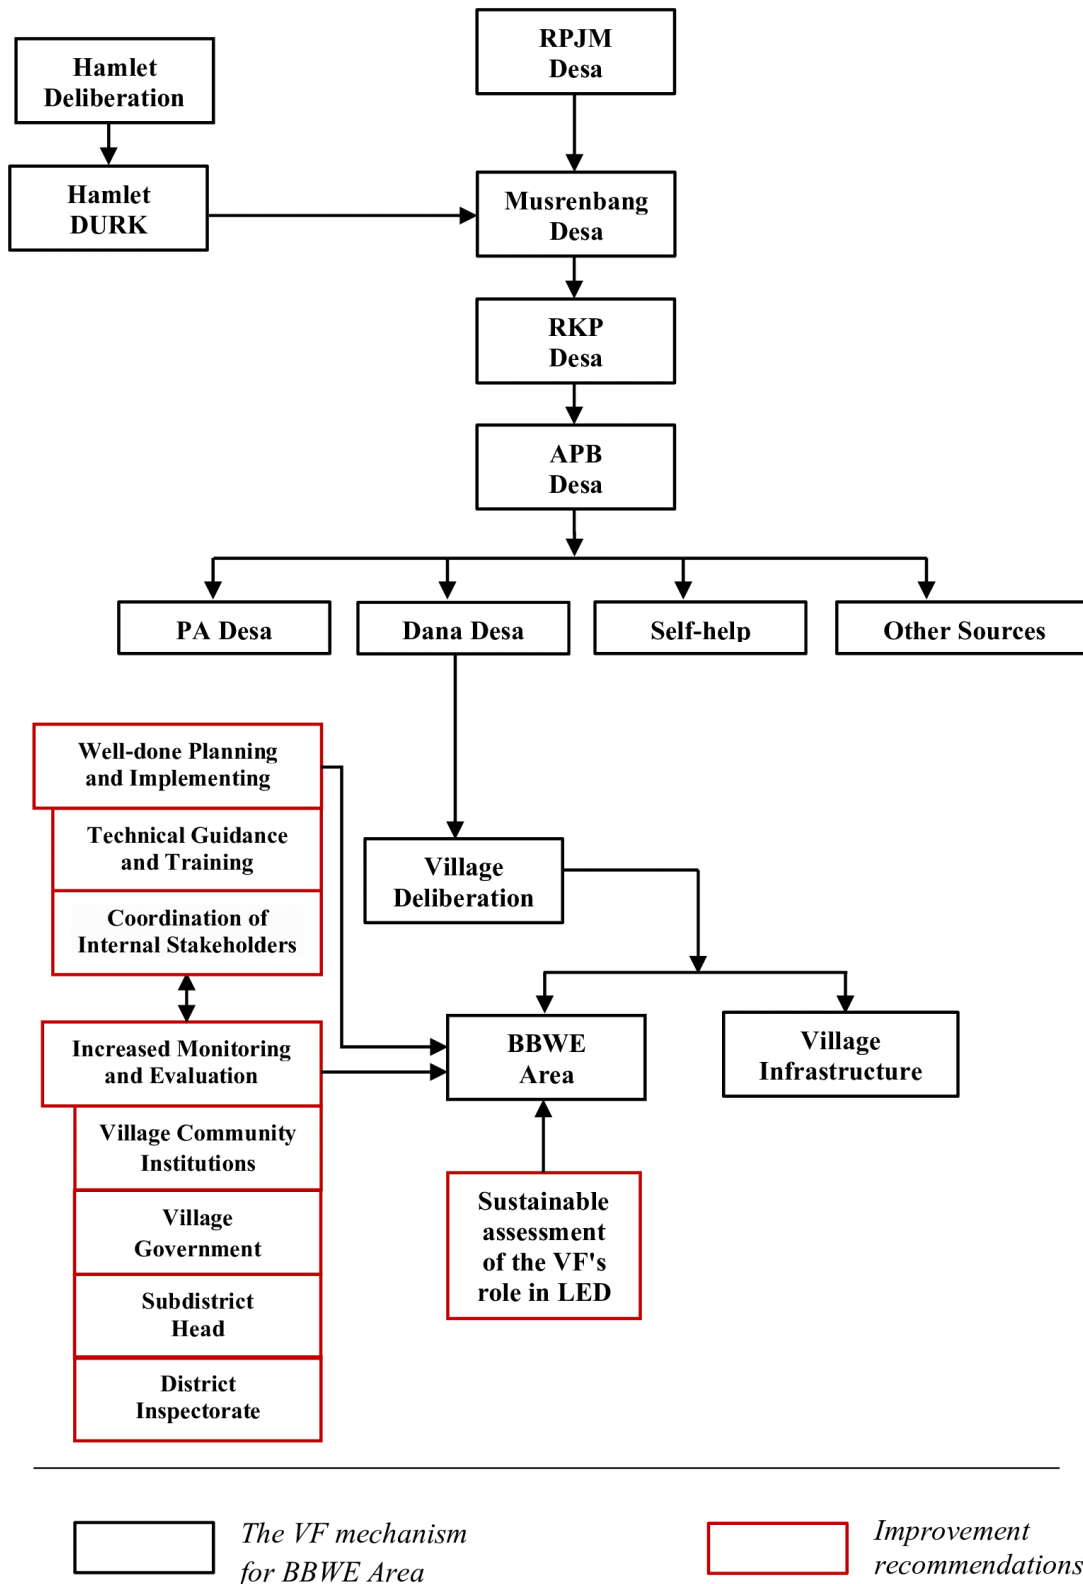 Hamlet
Deliberation
RPJM
Desa
Hamlet
DURK
Musrenbang
Desa
RKP
Desa
APB
Desa
PA Desa
Dana Desa
Self-help
Other Sources
Well-done Planning
and Implementing
Technical Guidance
and Training
Coordination of
Internal Stakeholders
Village
Deliberation
Increased Monitoring
and Evaluation
BBWE
Area
Village
Infrastructure
Village Community
Institutions
Village
Government
Subdistrict
Head
District
Inspectorate
Sustainable
assessment
of the VF's
role in LED
The VF mechanism
for BBWE Area
Improvement
recommendations